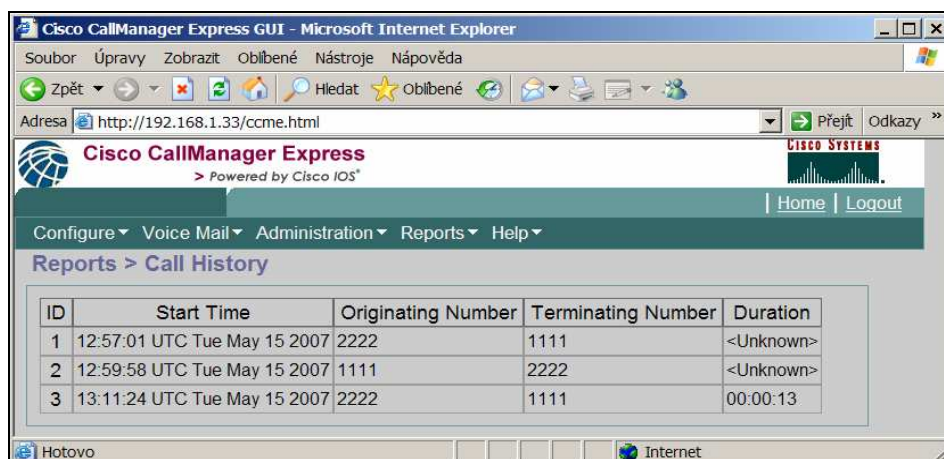 Cisco CallManager Express GUI - Microsoft Internet Explorer
Soubor Úpravy Zobrazit Oblíbené Nástroje Nápověda
Zpět Hledat Oblíbené
Adresa http://192.168.1.33/ccme.html Přejít Odkazy »
Cisco CallManager Express
> Powered by Cisco IOS®
CISCO SYSTEMS
| Home | Logout
Configure Voice Mail Administration Reports Help
Reports > Call History
ID Start Time Originating Number Terminating Number Duration
1 12:57:01 UTC Tue May 15 2007 2222 1111 <Unknown>
2 12:59:58 UTC Tue May 15 2007 1111 2222 <Unknown>
3 13:11:24 UTC Tue May 15 2007 2222 1111 00:00:13
Hotovo Internet